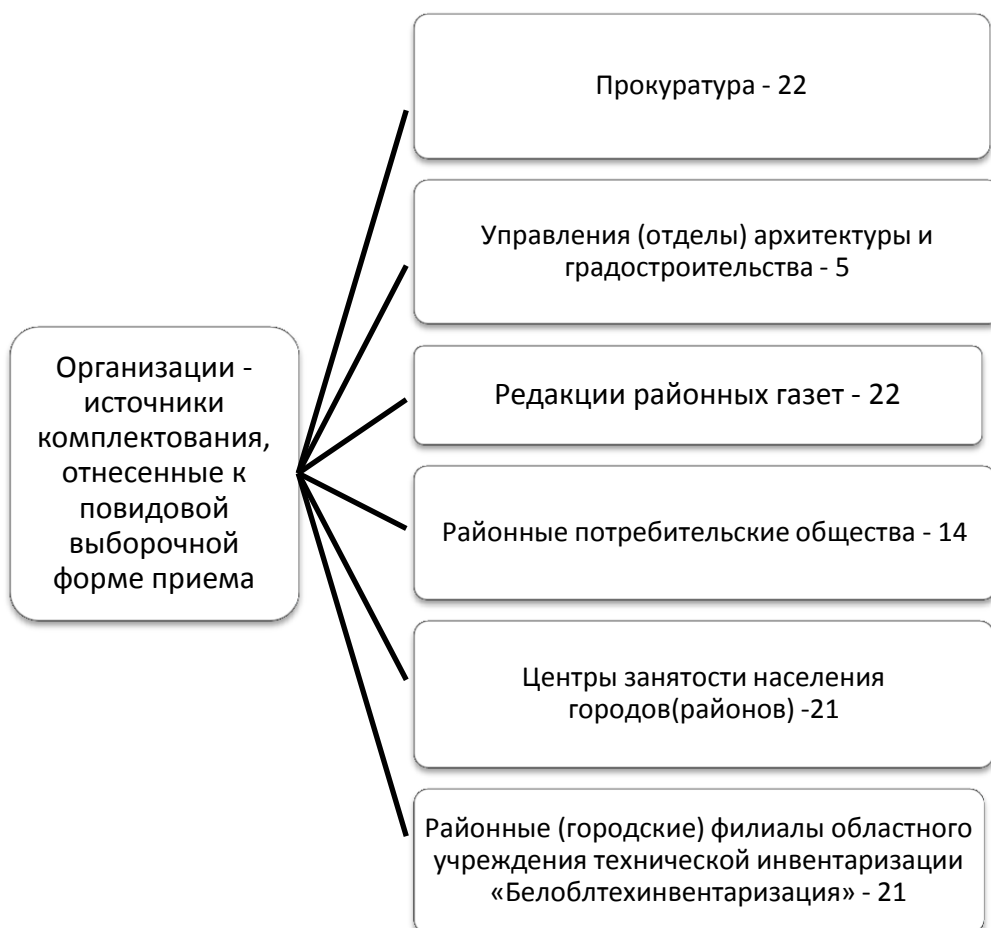 Организации -
источники
комплектования,
отнесенные к
повидовой
выборочной
форме приема
Прокуратура - 22
Управления (отделы) архитектуры и
градостроительства - 5
Редакции районных газет - 22
Районные потребительские общества - 14
Центры занятости населения
городов(районов) -21
Районные (городские) филиалы областного
учреждения технической инвентаризации
«Белоблтехинвентаризация» - 21